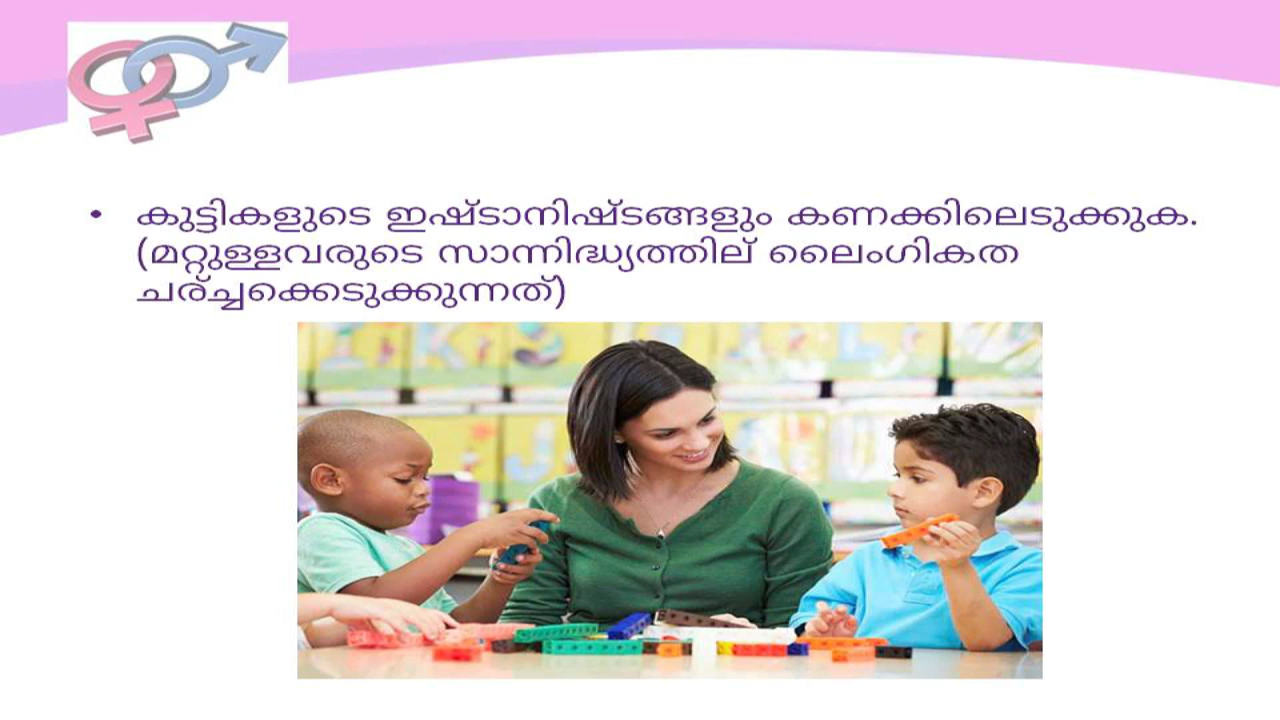 • കുട്ടികളുടെ ഇഷ്ടാനിഷ്ടങ്ങളും കണക്കിലെടുക്കുക.
(മറ്റുള്ളവരുടെ സാന്നിദ്ധ്യത്തില് ലൈംഗികത
ചര്ച്ചക്കെടുക്കുന്നത്)